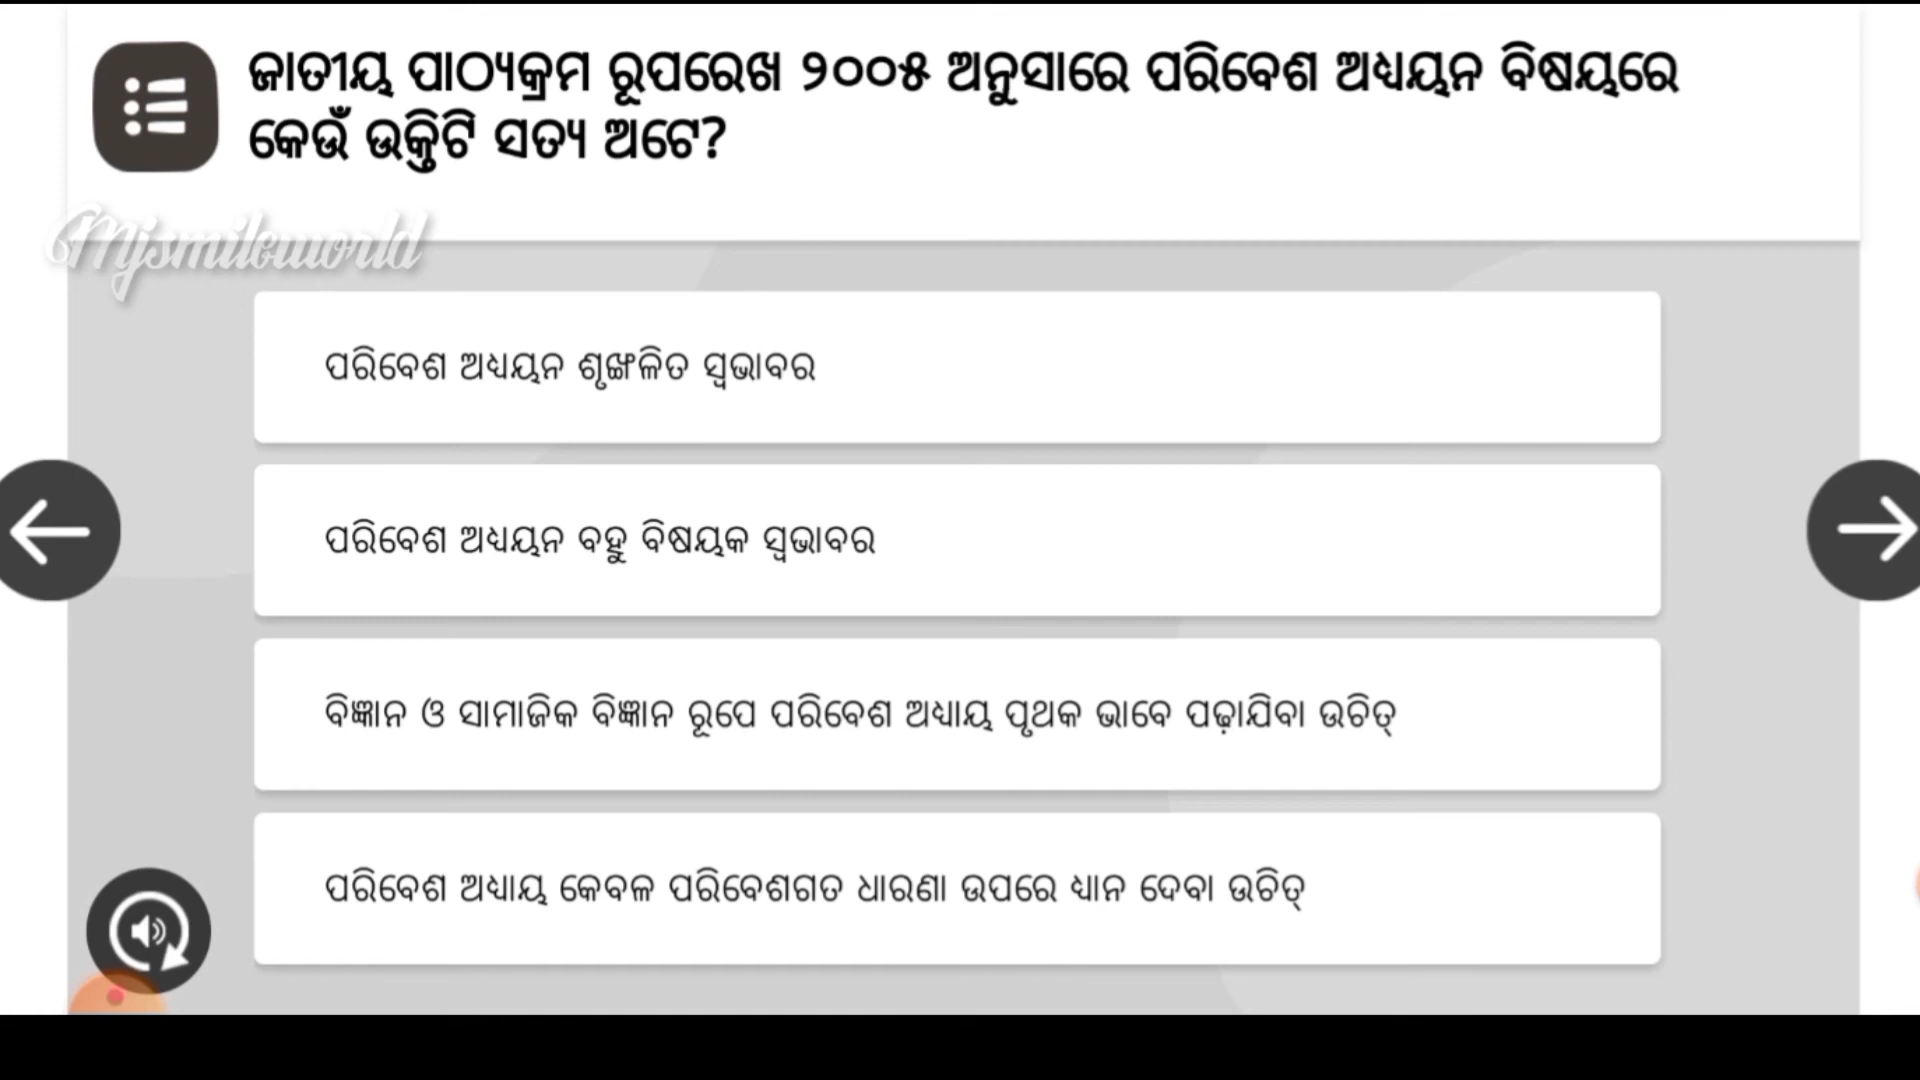 ଜାତୀୟ ପାଠ୍ୟକ୍ରମ ରୂପରେଖ ୨୦୦୫ ଅନୁସାରେ ପରିବେଶ ଅଧ୍ୟୟନ ବିଷୟରେ
କେଉଁ ଉକ୍ତିଟି ସତ୍ୟ ଅଟେ?
Mjsmileworld
ପରିବେଶ ଅଧ୍ୟୟନ ଶୃଙ୍ଖଳିତ ସ୍ୱଭାବର
ପରିବେଶ ଅଧ୍ୟୟନ ବହୁ ବିଷୟକ ସ୍ୱଭାବର
ବିଜ୍ଞାନ ଓ ସାମାଜିକ ବିଜ୍ଞାନ ରୂପେ ପରିବେଶ ଅଧ୍ୟାୟ ପୃଥକ ଭାବେ ପଢ଼ାଯିବା ଉଚିତ୍
ପରିବେଶ ଅଧ୍ୟାୟ କେବଳ ପରିବେଶଗତ ଧାରଣା ଉପରେ ଧ୍ୟାନ ଦେବା ଉଚିତ୍